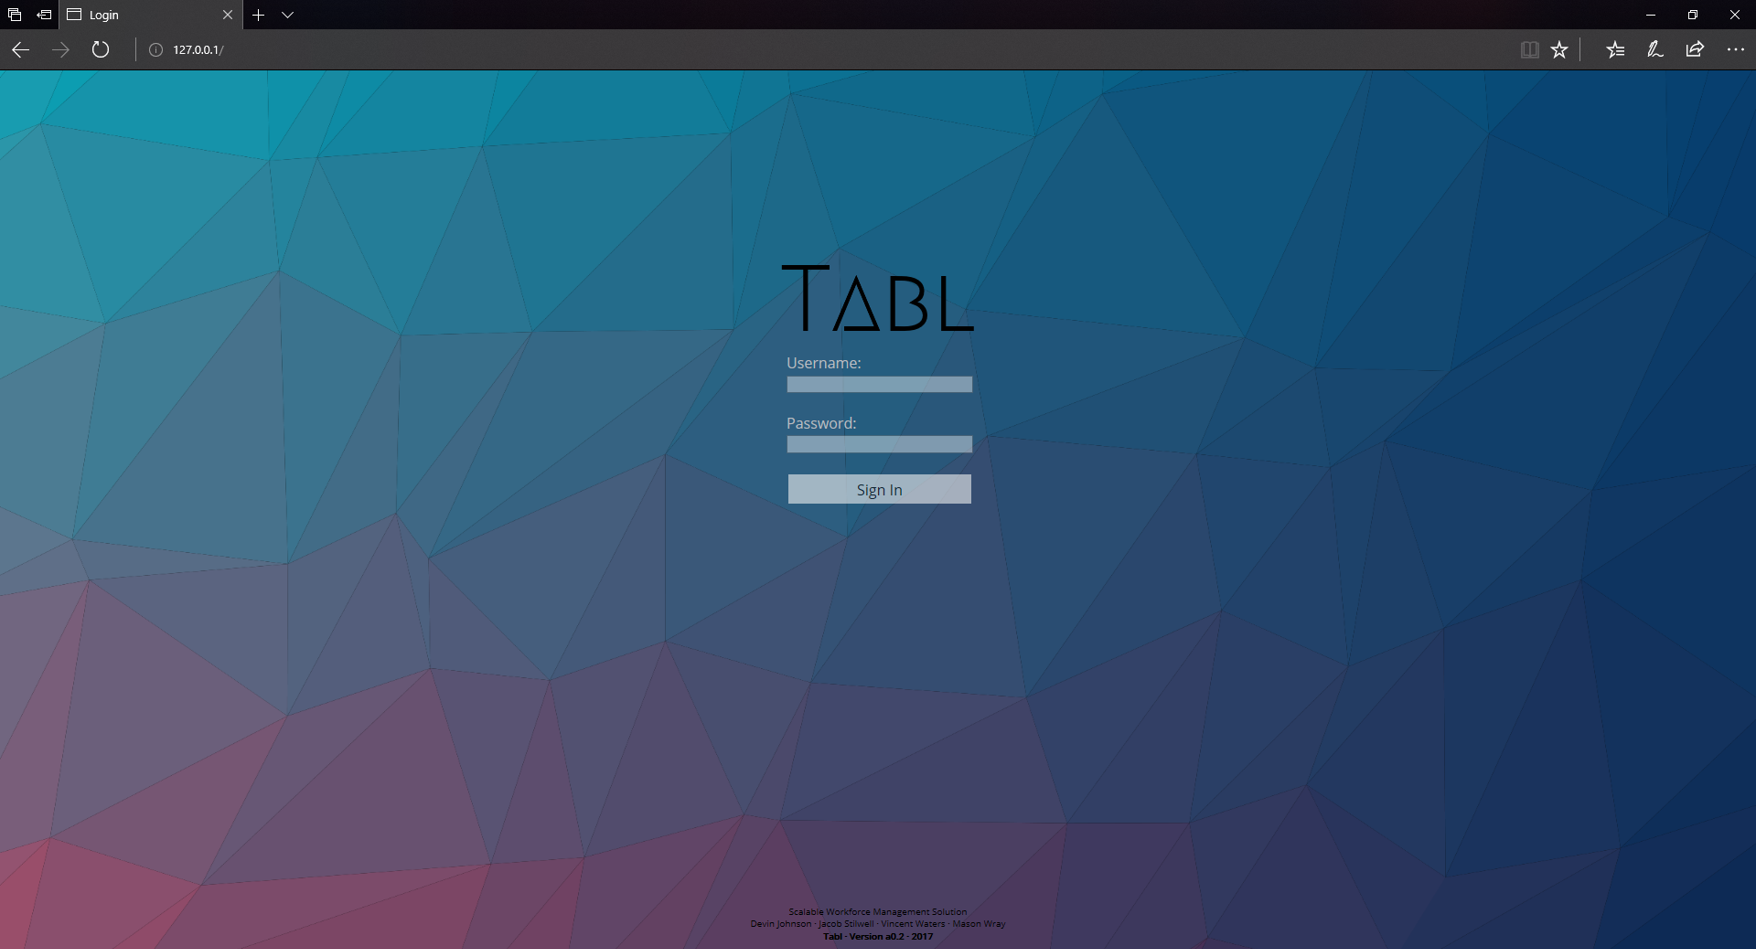 Login
127.0.0.1/
TABL
Username:
Password:
Sign In
Scalable Workforce Management Solution
Devin Johnson · Jacob Stilwell · Vincent Waters · Mason Wray
Tabl - Version a0.2 - 2017